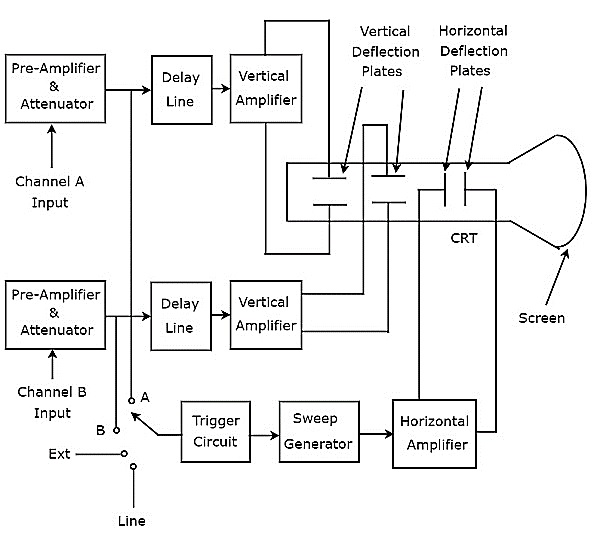 Vertical
Deflection
Plates
Horizontal
Deflection
Plates
Pre-Amplifier
&
Attenuator
Delay
Line
Vertical
Amplifier
Channel A
Input
CRT
Screen
Pre-Amplifier
&
Attenuator
Delay
Line
Vertical
Amplifier
Channel B
Input
A
B
Ext
Line
Trigger
Circuit
Sweep
Generator
Horizontal
Amplifier